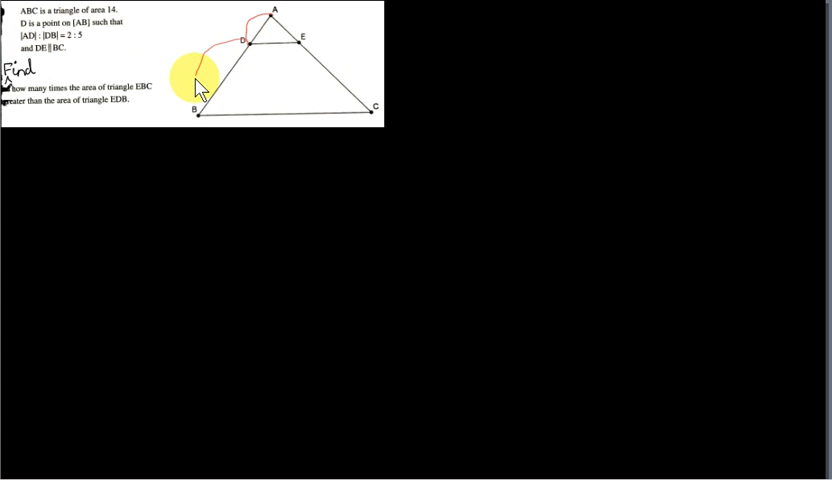 ABC is a triangle of area 14.
D is a point on [AB] such that
|AD| : |DB| = 2 : 5
and DE || BC.
Find
how many times the area of triangle EBC
greater than the area of triangle EDB.
A
D
E
B
C